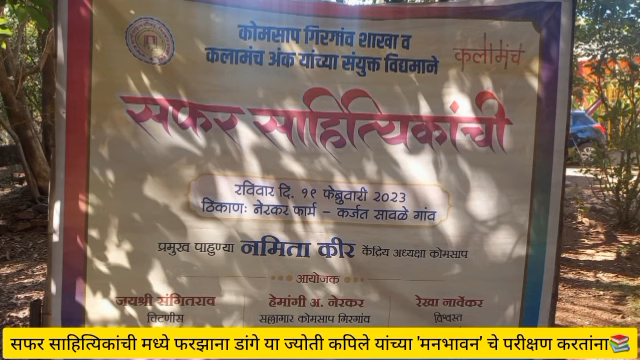 कोमसाप गिरगांव शाखा व
कलामंच अंक यांच्या संयुक्त विद्यमाने
कलामंच
सफर साहित्यिकांची
रविवार दि. १९ फेब्रुवारी 2023
ठिकाणः नेरकर फार्म - कर्जत सावळे गांव
प्रमुख पाहुण्या नमिता कीर केंद्रिय अध्यक्षा कोमसाप
आयोजक
जयश्री संगितराव
चिटणीस
हेमांगी अ. नेरकर
सल्लागार कोमसाप गिरगांव
रेखा नार्वेकर
विश्वस्त
सफर साहित्यिकांची मध्ये फरझाना डांगे या ज्योती कपिले यांच्या 'मनभावन' चे परीक्षण करतांना